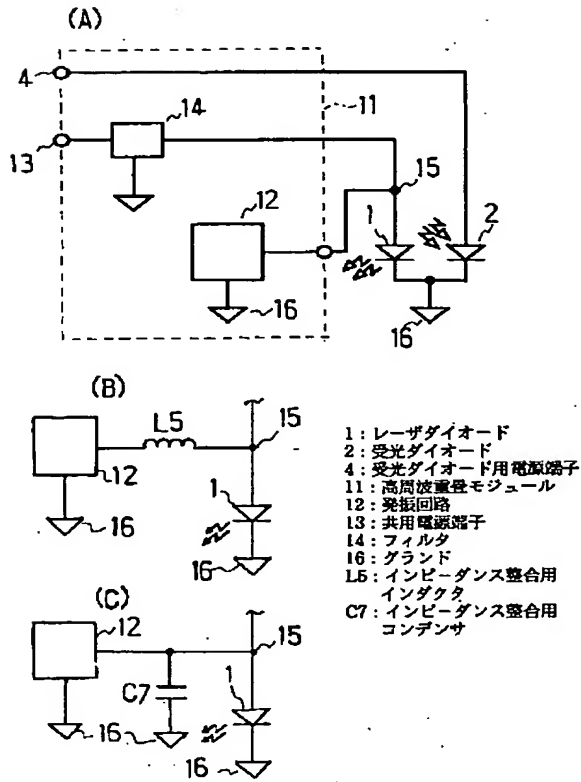 (A)
4
13
14
11
15
12
1
2
16
16
(B)
L5
12
15
1
16
16
(C)
12
15
C7
1
16
16
1:レーザダイオード
2:受光ダイオード
4:受光ダイオード用電源端子
11:高周波重畳モジュール
12:発振回路
13:共用電源端子
14:フィルタ
16:グランド
L5:インピーダンス整合用
インダクタ
C7:インピーダンス整合用
コンデンサ